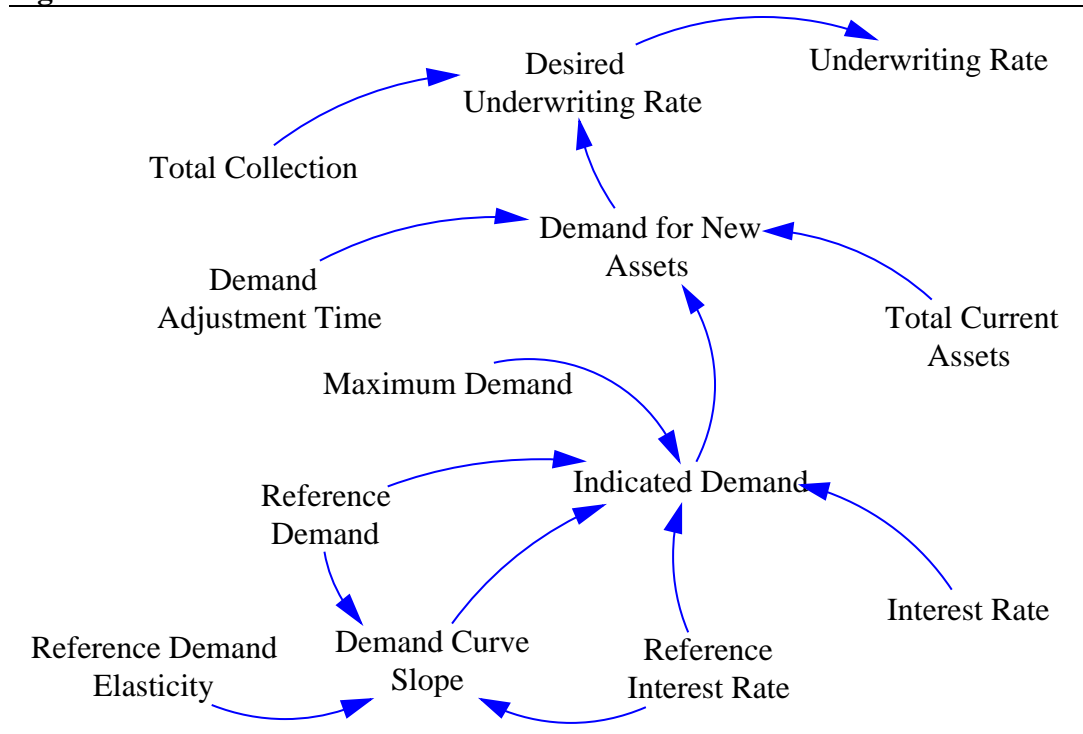 Desired
Underwriting Rate
Underwriting Rate
Total Collection
Demand for New
Assets
Demand
Adjustment Time
Total Current
Assets
Maximum Demand
Indicated Demand
Reference
Demand
Interest Rate
Reference Demand
Elasticity
Demand Curve
Slope
Reference
Interest Rate